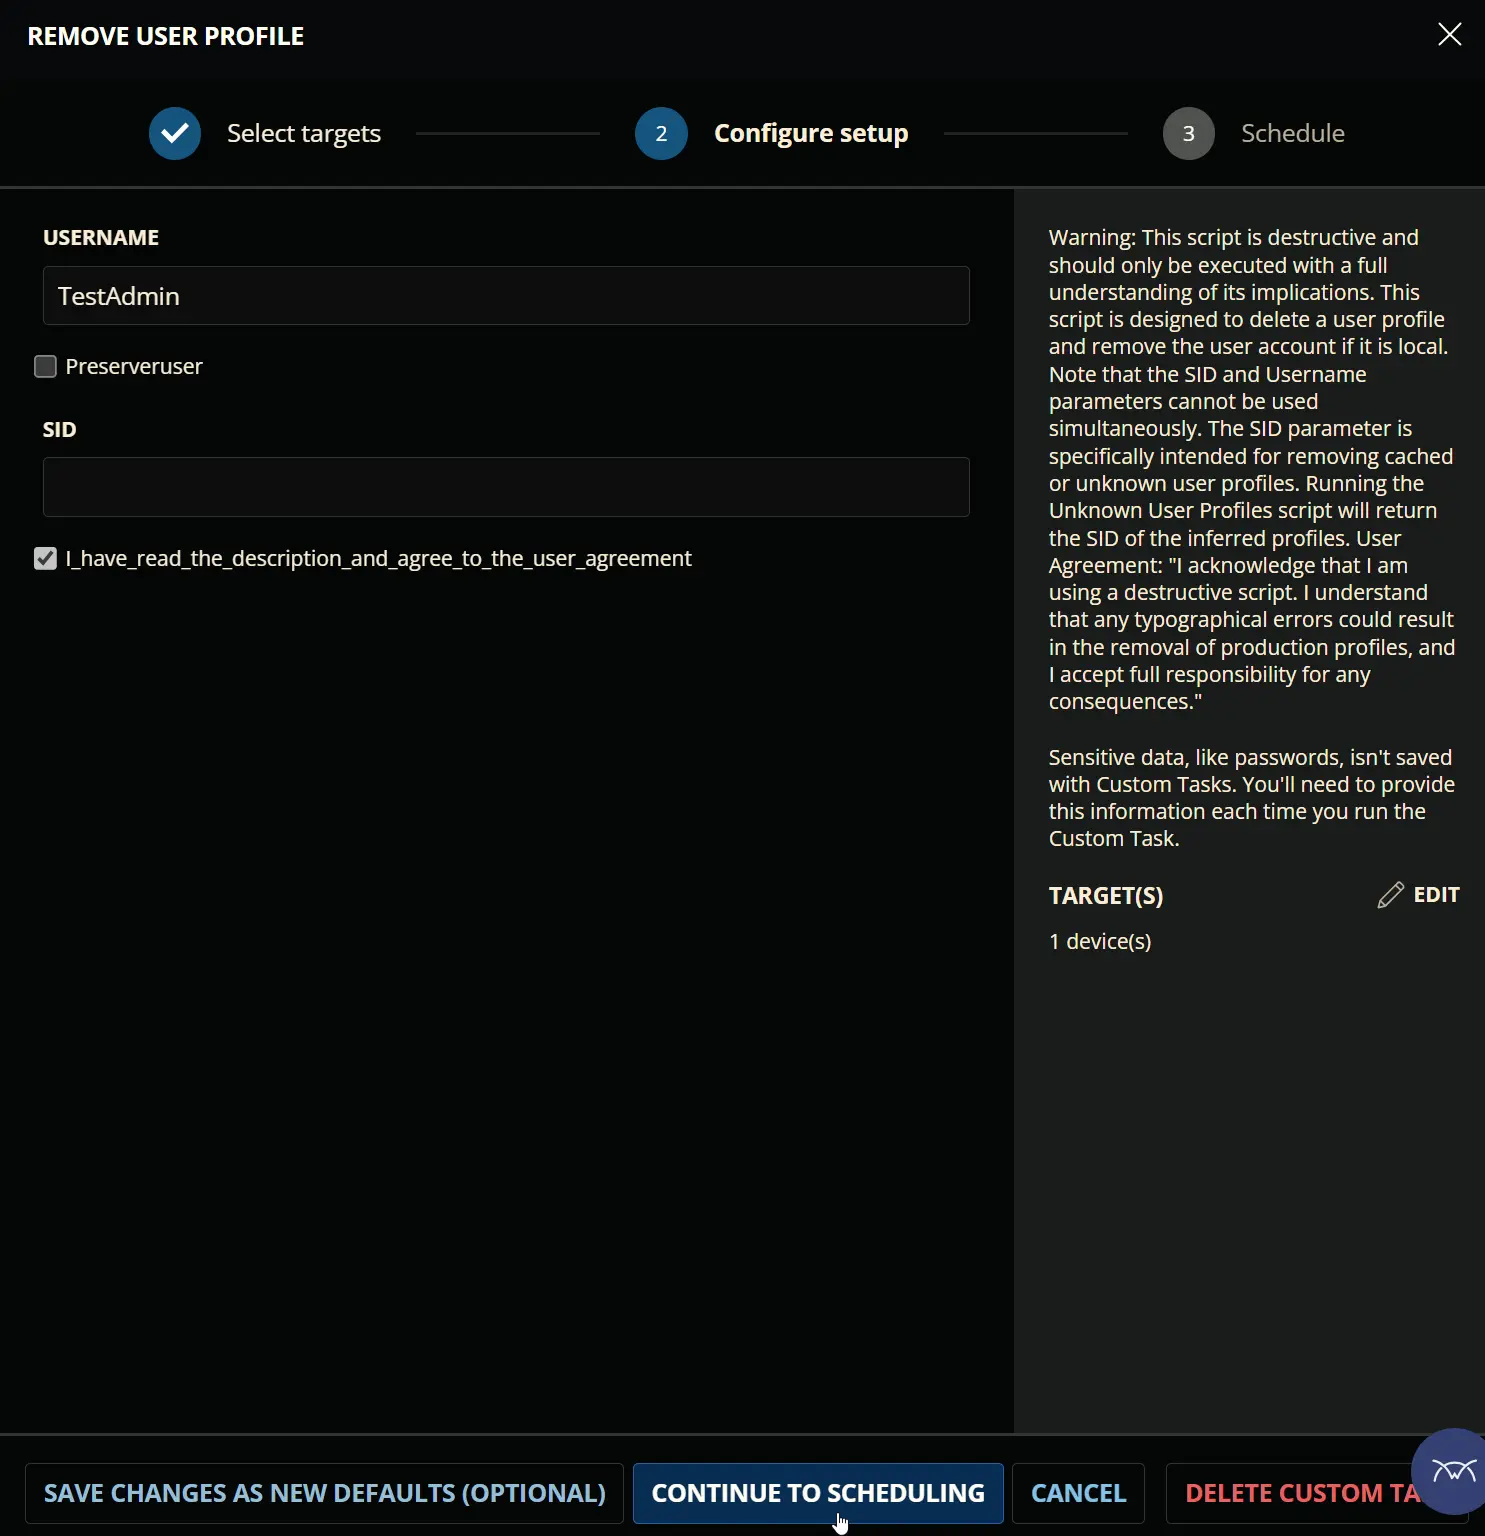 REMOVE USER PROFILE
Select targets
2
Configure setup
3
Schedule
USERNAME
TestAdmin
Preserveruser
SID
I_have_read_the_description_and_agree_to_the_user_agreement
Warning: This script is destructive and
should only be executed with a full
understanding of its implications. This
script is designed to delete a user profile
and remove the user account if it is local.
Note that the SID and Username
parameters cannot be used
simultaneously. The SID parameter is
specifically intended for removing cached
or unknown user profiles. Running the
Unknown User Profiles script will return
the SID of the inferred profiles. User
Agreement: "I acknowledge that I am
using a destructive script. I understand
that any typographical errors could result
in the removal of production profiles, and
I accept full responsibility for any
consequences."
Sensitive data, like passwords, isn't saved
with Custom Tasks. You'll need to provide
this information each time you run the
Custom Task.
TARGET(S)
EDIT
1 device(s)
SAVE CHANGES AS NEW DEFAULTS (OPTIONAL)
CONTINUE TO SCHEDULING
CANCEL
DELETE CUSTOM TA